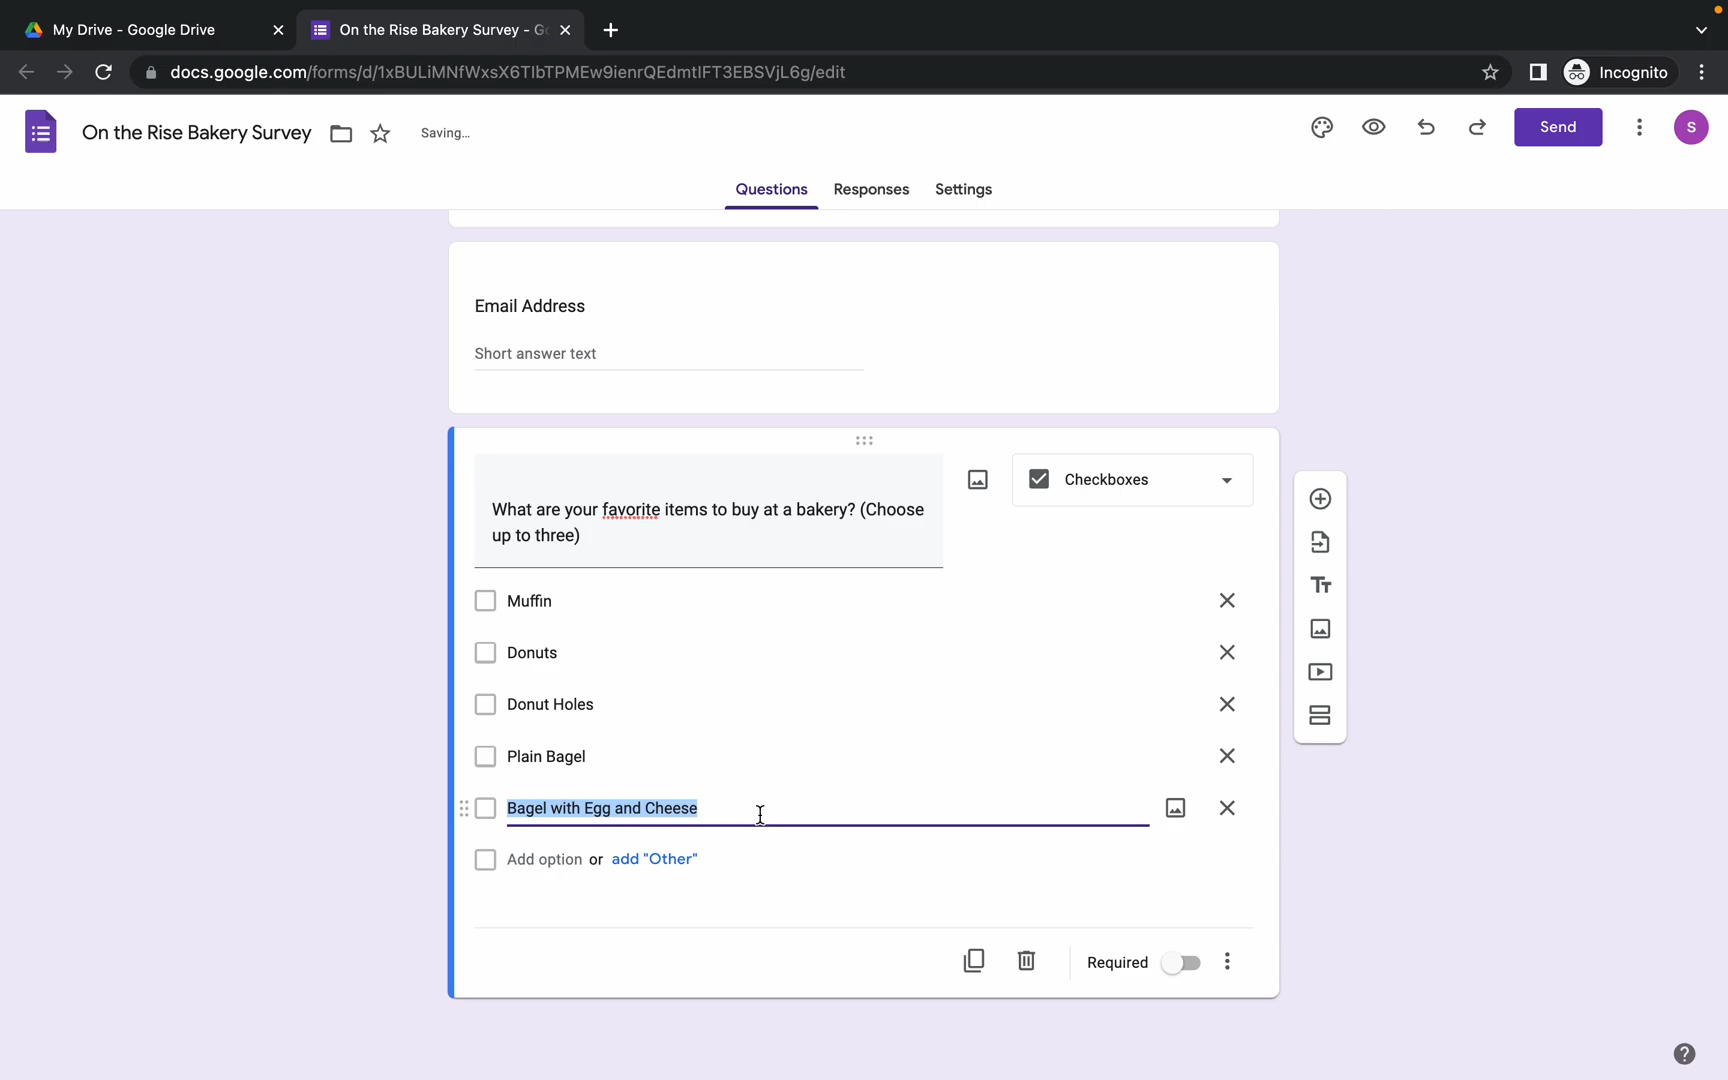 My Drive - Google Drive
On the Rise Bakery Survey - Go
docs.google.com/forms/d/1xBULiMNfWxsX6TIbTPMEw9ienrQEdmtIFT3EBSVjL6g/edit
Incognito
On the Rise Bakery Survey
Saving...
Send
S
Questions
Responses
Settings
Email Address
Short answer text
What are your favorite items to buy at a bakery? (Choose
up to three)
Checkboxes
Muffin
Donuts
Donut Holes
Plain Bagel
Bagel with Egg and Cheese
Add option or add "Other"
Required